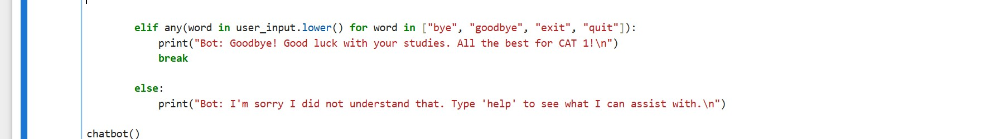 elif any(word in user_input.lower() for word in ["bye", "goodbye", "exit", "quit"]):
print("Bot: Goodbye! Good luck with your studies. All the best for CAT 1!\n")
break
else:
print("Bot: I'm sorry I did not understand that. Type 'help' to see what I can assist with.\n")
chatbot()